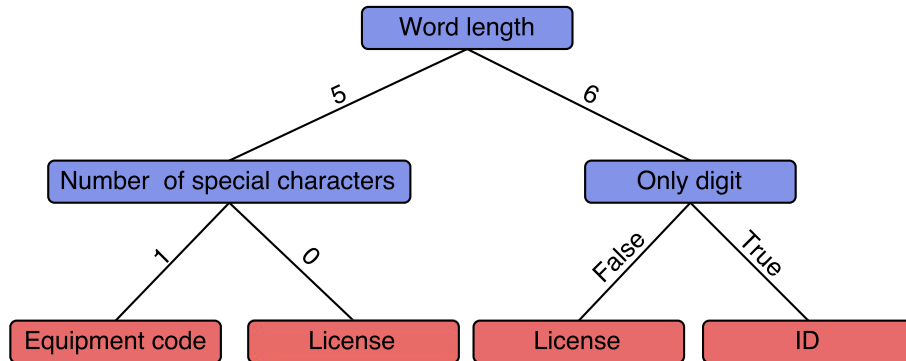 Word length
5
6
Number of special characters
Only digit
1
0
False
True
Equipment code
License
License
ID